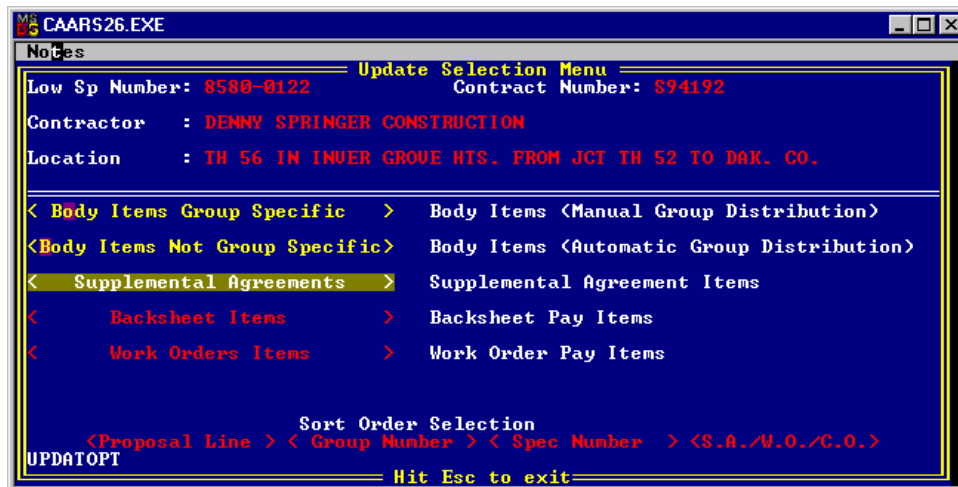 CAARS26.EXE
Notes
Update Selection Menu
Low Sp Number: 8580-0122 Contract Number: S94192
Contractor : DENNY SPRINGER CONSTRUCTION
Location : TH 56 IN INVER GROVE HTS. FROM JCT TH 52 TO DAK. CO.
< Body Items Group Specific > Body Items (Manual Group Distribution)
<Body Items Not Group Specific> Body Items (Automatic Group Distribution)
< Supplemental Agreements > Supplemental Agreement Items
< Backsheet Items > Backsheet Pay Items
< Work Orders Items > Work Order Pay Items
Sort Order Selection
<Proposal Line > < Group Number > < Spec Number > <S.A./W.O./C.O.>
UPDATOPT
Hit Esc to exit